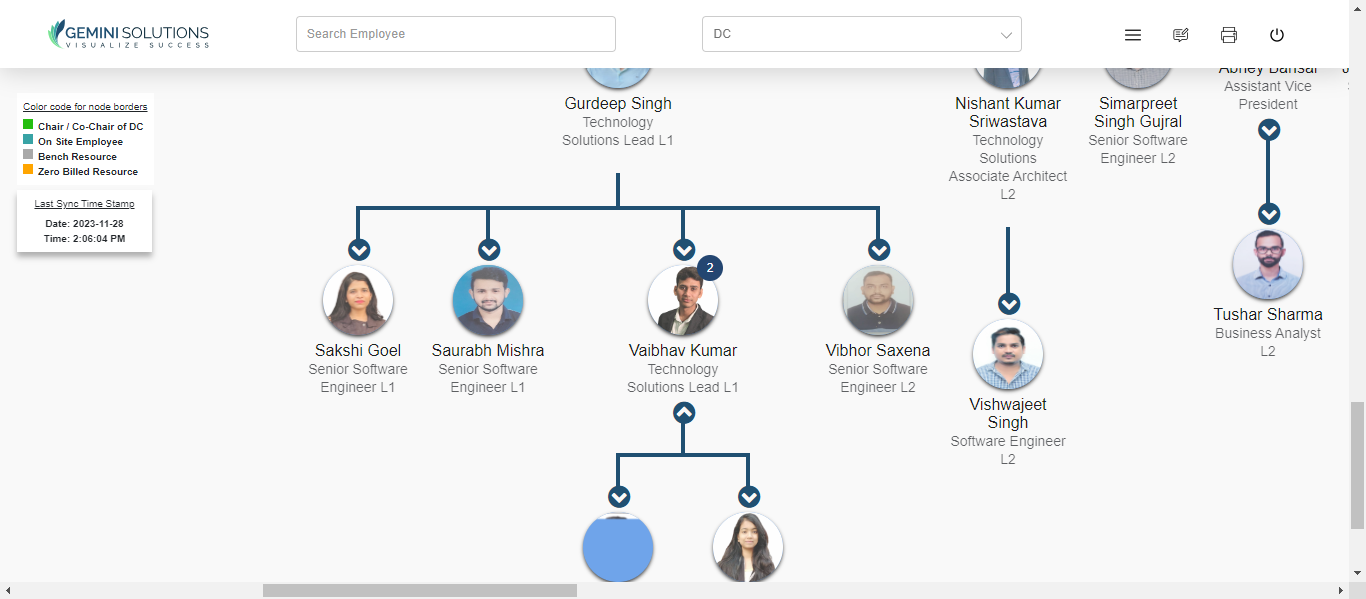 GEMINI SOLUTIONS
VISUALIZE SUCCESS
Search Employee
DC
Color code for node borders
Chair / Co-Chair of DC
On Site Employee
Bench Resource
Zero Billed Resource
Last Sync Time Stamp
Date: 2023-11-28
Time: 2:06:04 PM
Gurdeep Singh
Technology
Solutions Lead L1
Nishant Kumar
Sriwastava
Technology
Solutions
Associate Architect
L2
Simarpreet
Singh Gujral
Senior Software
Engineer L2
Abhey Bansal
Assistant Vice
President
2
Sakshi Goel
Senior Software
Engineer L1
Saurabh Mishra
Senior Software
Engineer L1
Vaibhav Kumar
Technology
Solutions Lead L1
Vibhor Saxena
Senior Software
Engineer L2
Vishwajeet
Singh
Software Engineer
L2
Tushar Sharma
Business Analyst
L2